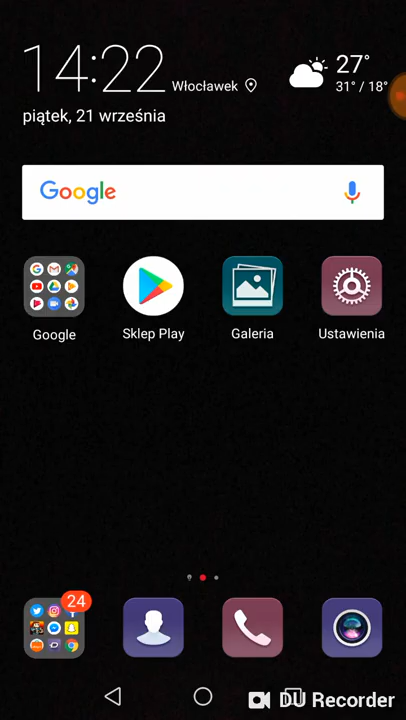 14:22
Włocławek
27°
31° / 18°
piątek, 21 września
Google
Google
Sklep Play
Galeria
Ustawienia
24
DU Recorder